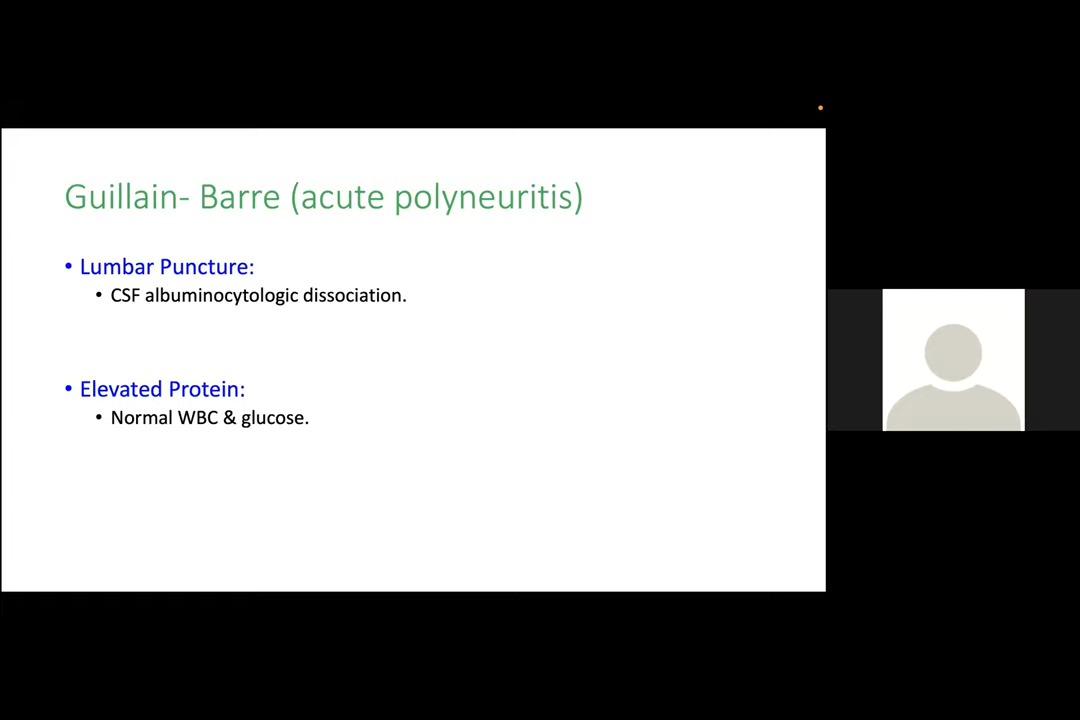 Guillain- Barre (acute polyneuritis)
• Lumbar Puncture:
• CSF albuminocytologic dissociation.
• Elevated Protein:
• Normal WBC & glucose.